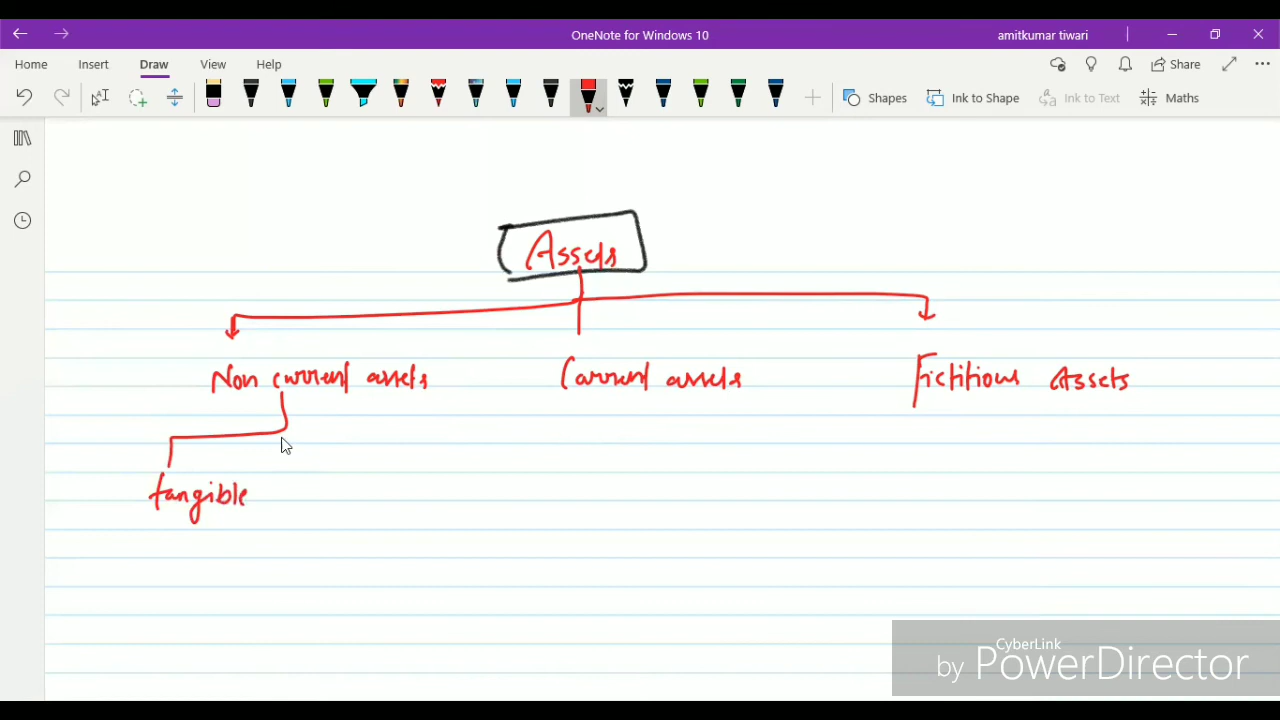 OneNote for Windows 10
amitkumar tiwari
Home Insert Draw View Help
Share
Shapes Ink to Shape Ink to Text Maths
Assets
Non current assets Current assets Fictitious Assets
tangible
CyberLink
by PowerDirector